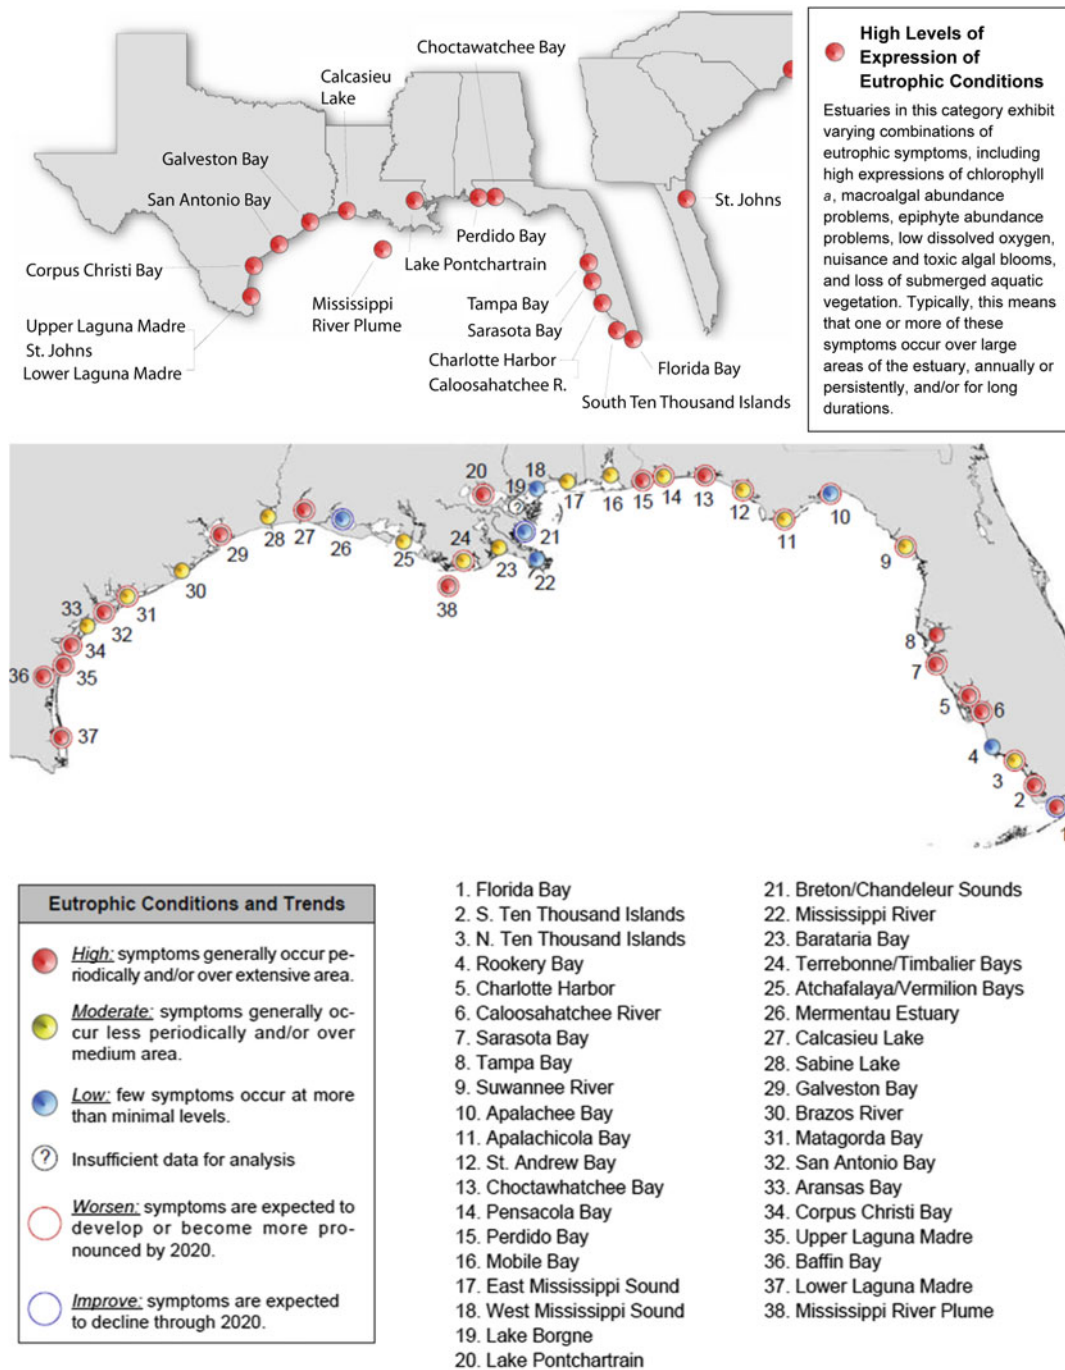 Choctawatchee Bay
Calcasieu
Lake
Galveston Bay
San Antonio Bay
Corpus Christi Bay
Upper Laguna Madre
St. Johns
Lower Laguna Madre
Mississippi
River Plume
Lake Pontchartrain
Perdido Bay
Tampa Bay
Sarasota Bay
Charlotte Harbor
Caloosahatchee R.
South Ten Thousand Islands
Florida Bay
St. Johns
High Levels of
Expression of
Eutrophic Conditions
Estuaries in this category exhibit
varying combinations of
eutrophic symptoms, including
high expressions of chlorophyll
a, macroalgal abundance
problems, epiphyte abundance
problems, low dissolved oxygen,
nuisance and toxic algal blooms,
and loss of submerged aquatic
vegetation. Typically, this means
that one or more of these
symptoms occur over large
areas of the estuary, annually or
persistently, and/or for long
durations.
20
18
19
17
16
15
14
13
12
11
10
9
8
7
6
5
4
3
2
1
21
22
23
24
25
26
27
28
29
30
31
32
33
34
35
36
37
38
?
Eutrophic Conditions and Trends
High: symptoms generally occur pe-
riodically and/or over extensive area.
Moderate: symptoms generally oc-
cur less periodically and/or over
medium area.
Low: few symptoms occur at more
than minimal levels.
? Insufficient data for analysis
Worsen: symptoms are expected to
develop or become more pro-
nounced by 2020.
Improve: symptoms are expected
to decline through 2020.
1. Florida Bay
2. S. Ten Thousand Islands
3. N. Ten Thousand Islands
4. Rookery Bay
5. Charlotte Harbor
6. Caloosahatchee River
7. Sarasota Bay
8. Tampa Bay
9. Suwannee River
10. Apalachee Bay
11. Apalachicola Bay
12. St. Andrew Bay
13. Choctawhatchee Bay
14. Pensacola Bay
15. Perdido Bay
16. Mobile Bay
17. East Mississippi Sound
18. West Mississippi Sound
19. Lake Borgne
20. Lake Pontchartrain
21. Breton/Chandeleur Sounds
22. Mississippi River
23. Barataria Bay
24. Terrebonne/Timbalier Bays
25. Atchafalaya/Vermilion Bays
26. Mermentau Estuary
27. Calcasieu Lake
28. Sabine Lake
29. Galveston Bay
30. Brazos River
31. Matagorda Bay
32. San Antonio Bay
33. Aransas Bay
34. Corpus Christi Bay
35. Upper Laguna Madre
36. Baffin Bay
37. Lower Laguna Madre
38. Mississippi River Plume